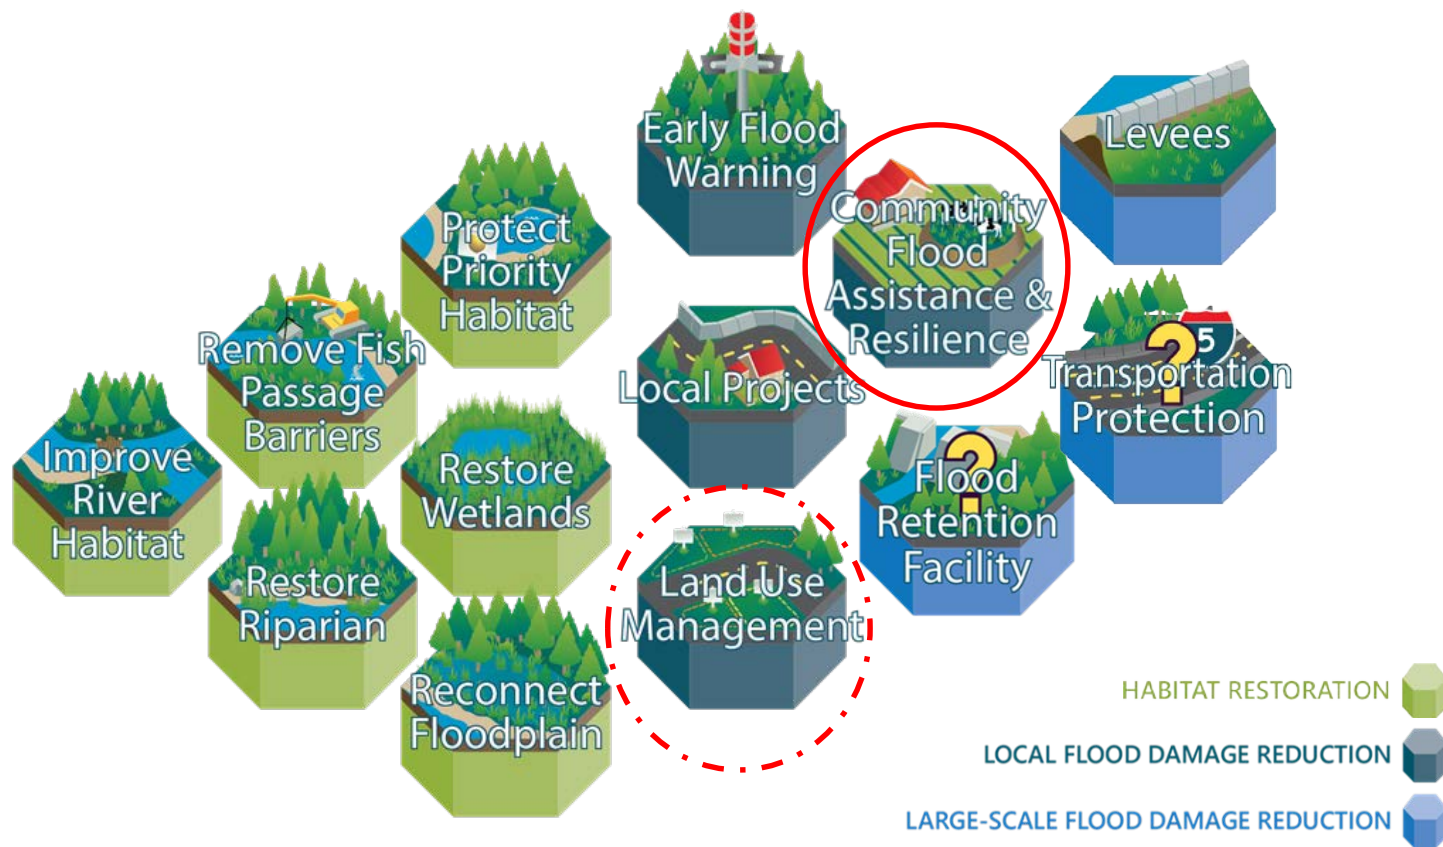 Early Flood
Warning
Levees
Community
Flood
Assistance &
Resilience
Protect
Priority
Habitat
Remove Fish
Passage
Barriers
Local Projects
5
Transportation
Protection
?
Improve
River
Habitat
Restore
Wetlands
Flood
Retention
Facility
?
Restore
Riparian
Land Use
Management
Reconnect
Floodplain
HABITAT RESTORATION
LOCAL FLOOD DAMAGE REDUCTION
LARGE-SCALE FLOOD DAMAGE REDUCTION